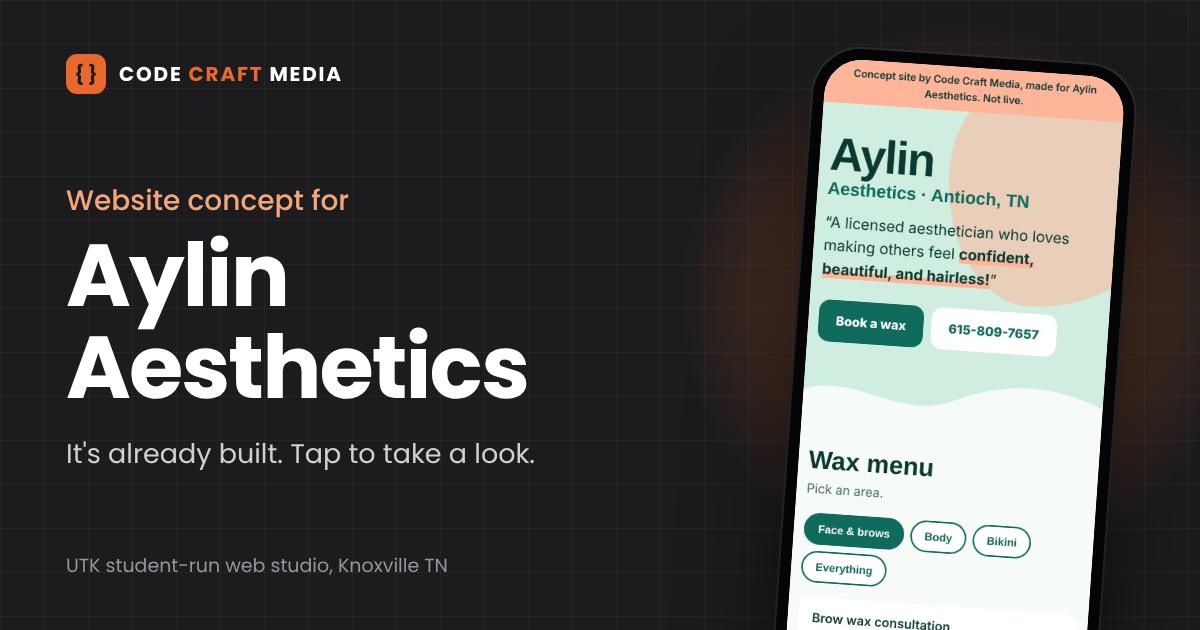 { } CODE CRAFT MEDIA
Website concept for
Aylin
Aesthetics
It's already built. Tap to take a look.
UTK student-run web studio, Knoxville TN
Concept site by Code Craft Media, made for Aylin
Aesthetics. Not live.
Aylin
Aesthetics · Antioch, TN
“A licensed aesthetician who loves
making others feel confident,
beautiful, and hairless!”
Book a wax
615-809-7657
Wax menu
Pick an area.
Face & brows
Body
Bikini
Everything
Brow wax consultation